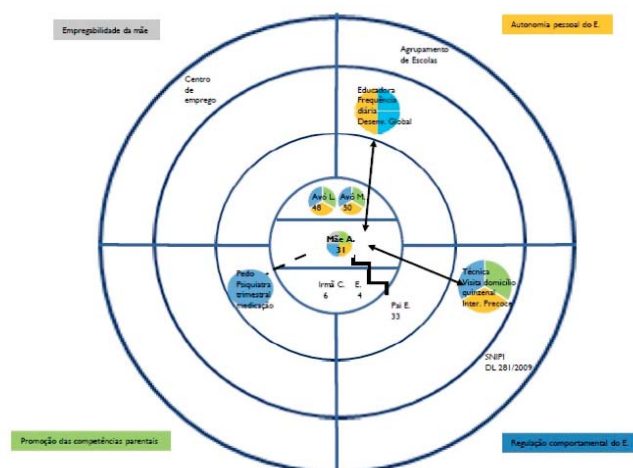 Empregabilidade da mãe
Autonomia pessoal do E.
Centro
de
emprego
Agrupamento
de Escolas
Educadora
Frequência
diária
Desenv. Global
Avó L.
48
Avó M.
50
Mãe A.
31
Pedo
Psiquiatra
trimestral
medicação
Irmã C.
6
E.
4
Pai E.
33
Técnica
Visita domicílio
quinzenal
Inter. Precoce
SNIPI
DL 281/2009
Promoção das competências parentais
Regulação comportamental do E.